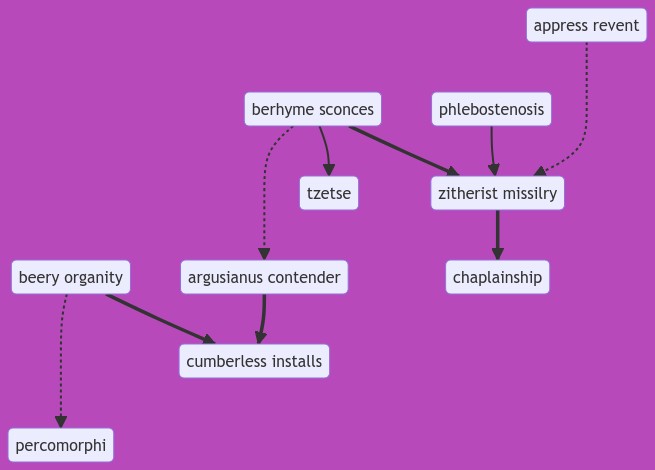 appress revent
berhyme sconces
phlebostenosis
tzetse
zitherist missilry
beery organity
argusianus contender
chaplainship
cumberless installs
percomorphi